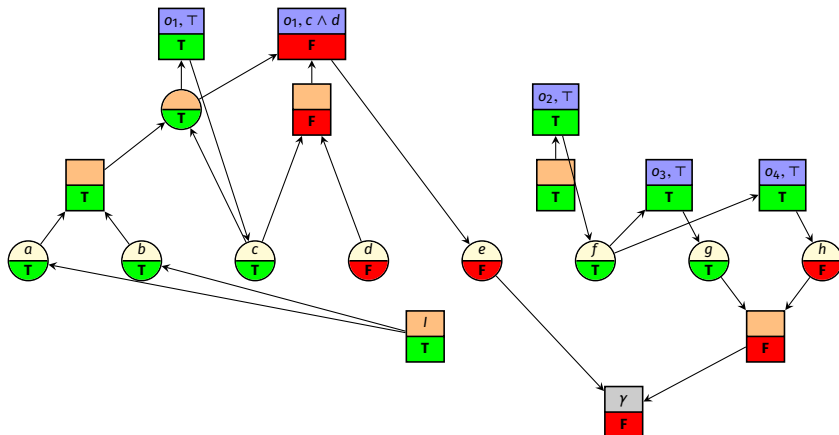 o₁, ⊤
T
o₁, c ∧ d
F
T
F
o₂, ⊤
T
T
T
o₃, ⊤
T
o₄, ⊤
T
a
T
b
T
c
T
d
F
e
F
f
T
g
T
h
F
I
T
F
γ
F